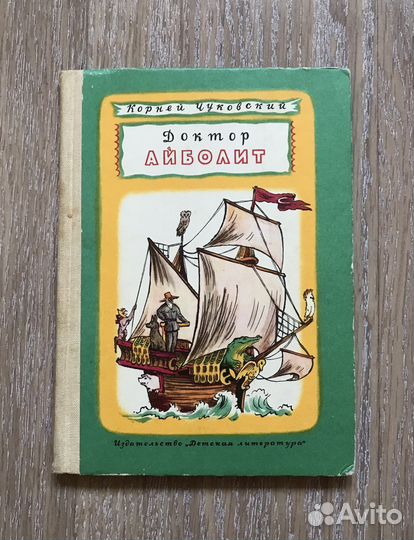 Корней Чуковский
Доктор
АЙБОЛИТ
Издательство „Детская литература"
Avito